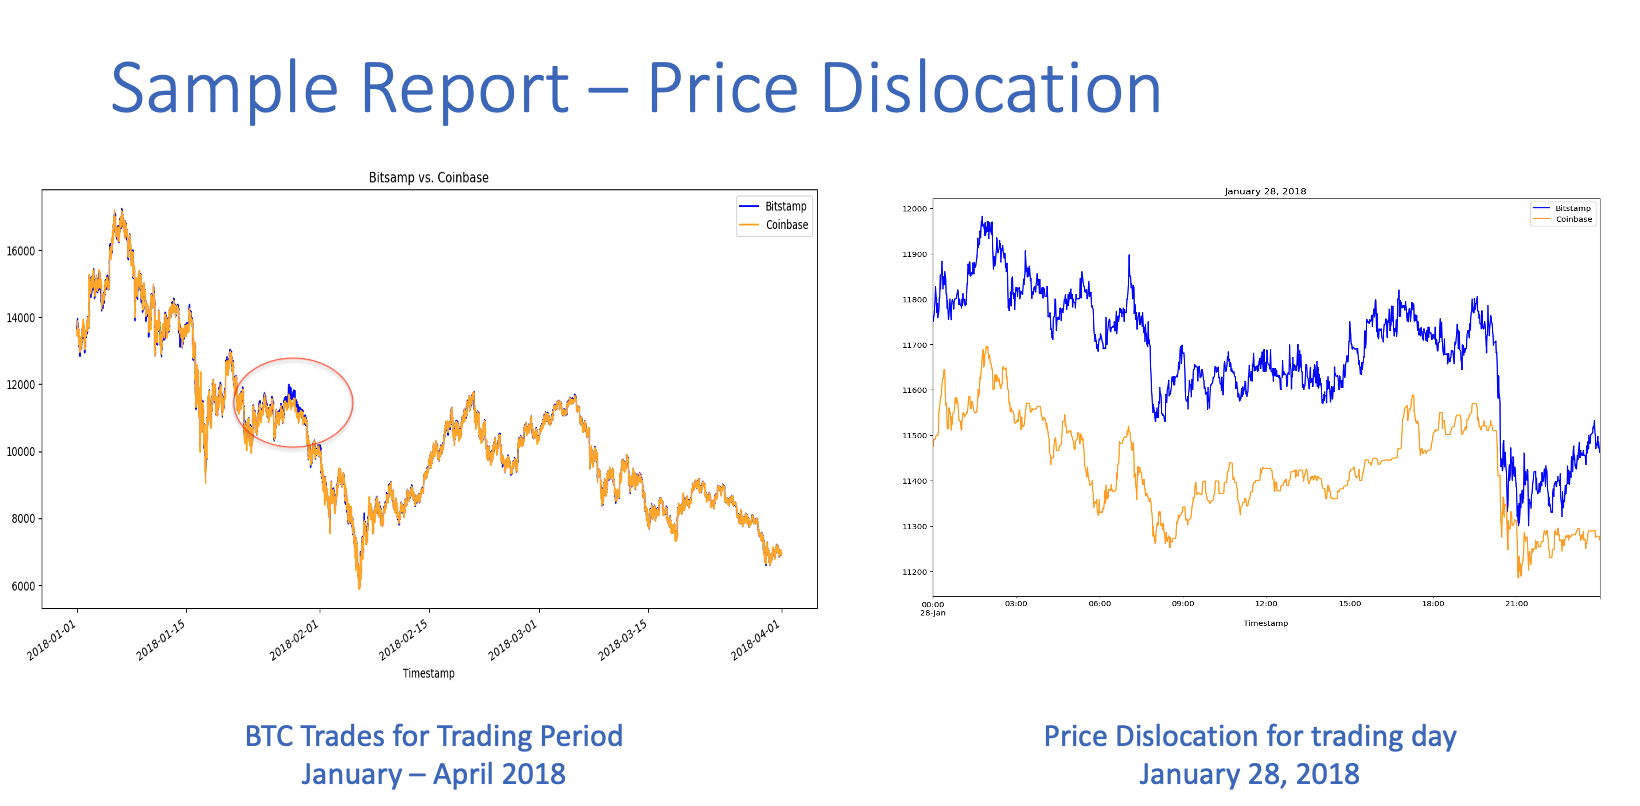 Sample Report – Price Dislocation
Bitsamp vs. Coinbase
Bitstamp
Coinbase
16000
14000
12000
10000
8000
6000
2018-01-01
2018-01-15
2018-02-01
2018-02-15
2018-03-01
2018-03-15
2018-04-01
Timestamp
BTC Trades for Trading Period
January – April 2018
January 28, 2018
Bitstamp
Coinbase
12000
11900
11800
11700
11600
11500
11400
11300
11200
00:00
28-Jan
03:00
06:00
09:00
12:00
15:00
18:00
21:00
Timestamp
Price Dislocation for trading day
January 28, 2018